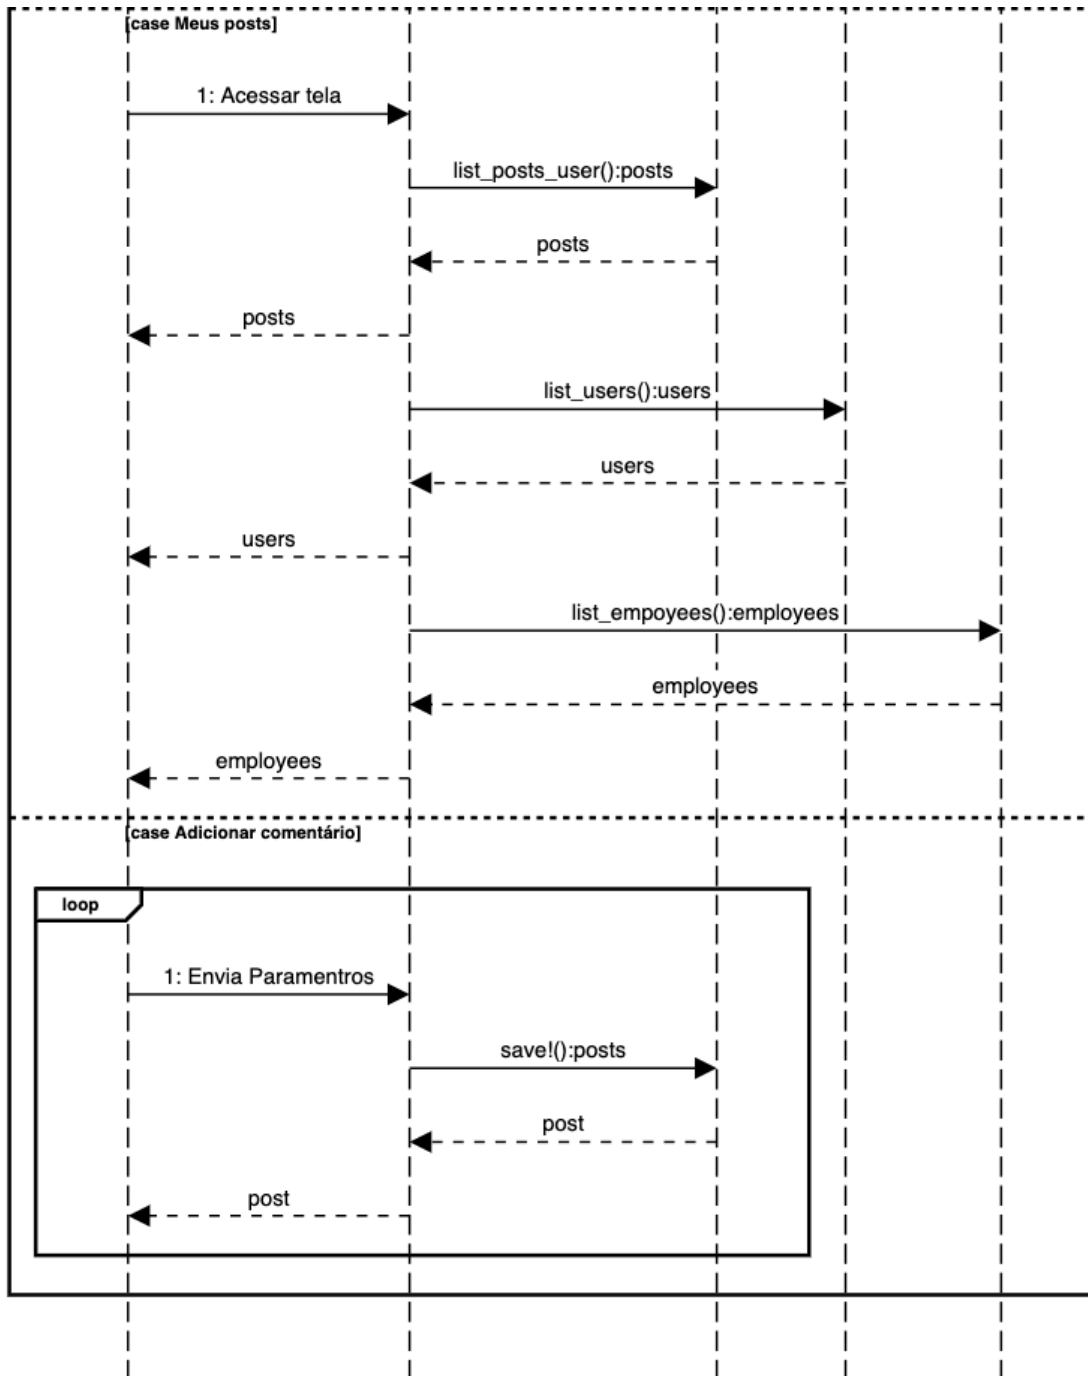 [case Meus posts]
1: Acessar tela
list_posts_user():posts
posts
posts
list_users():users
users
users
list_empoyees():employees
employees
employees
[case Adicionar comentário]
loop
1: Envia Paramentros
save!():posts
post
post